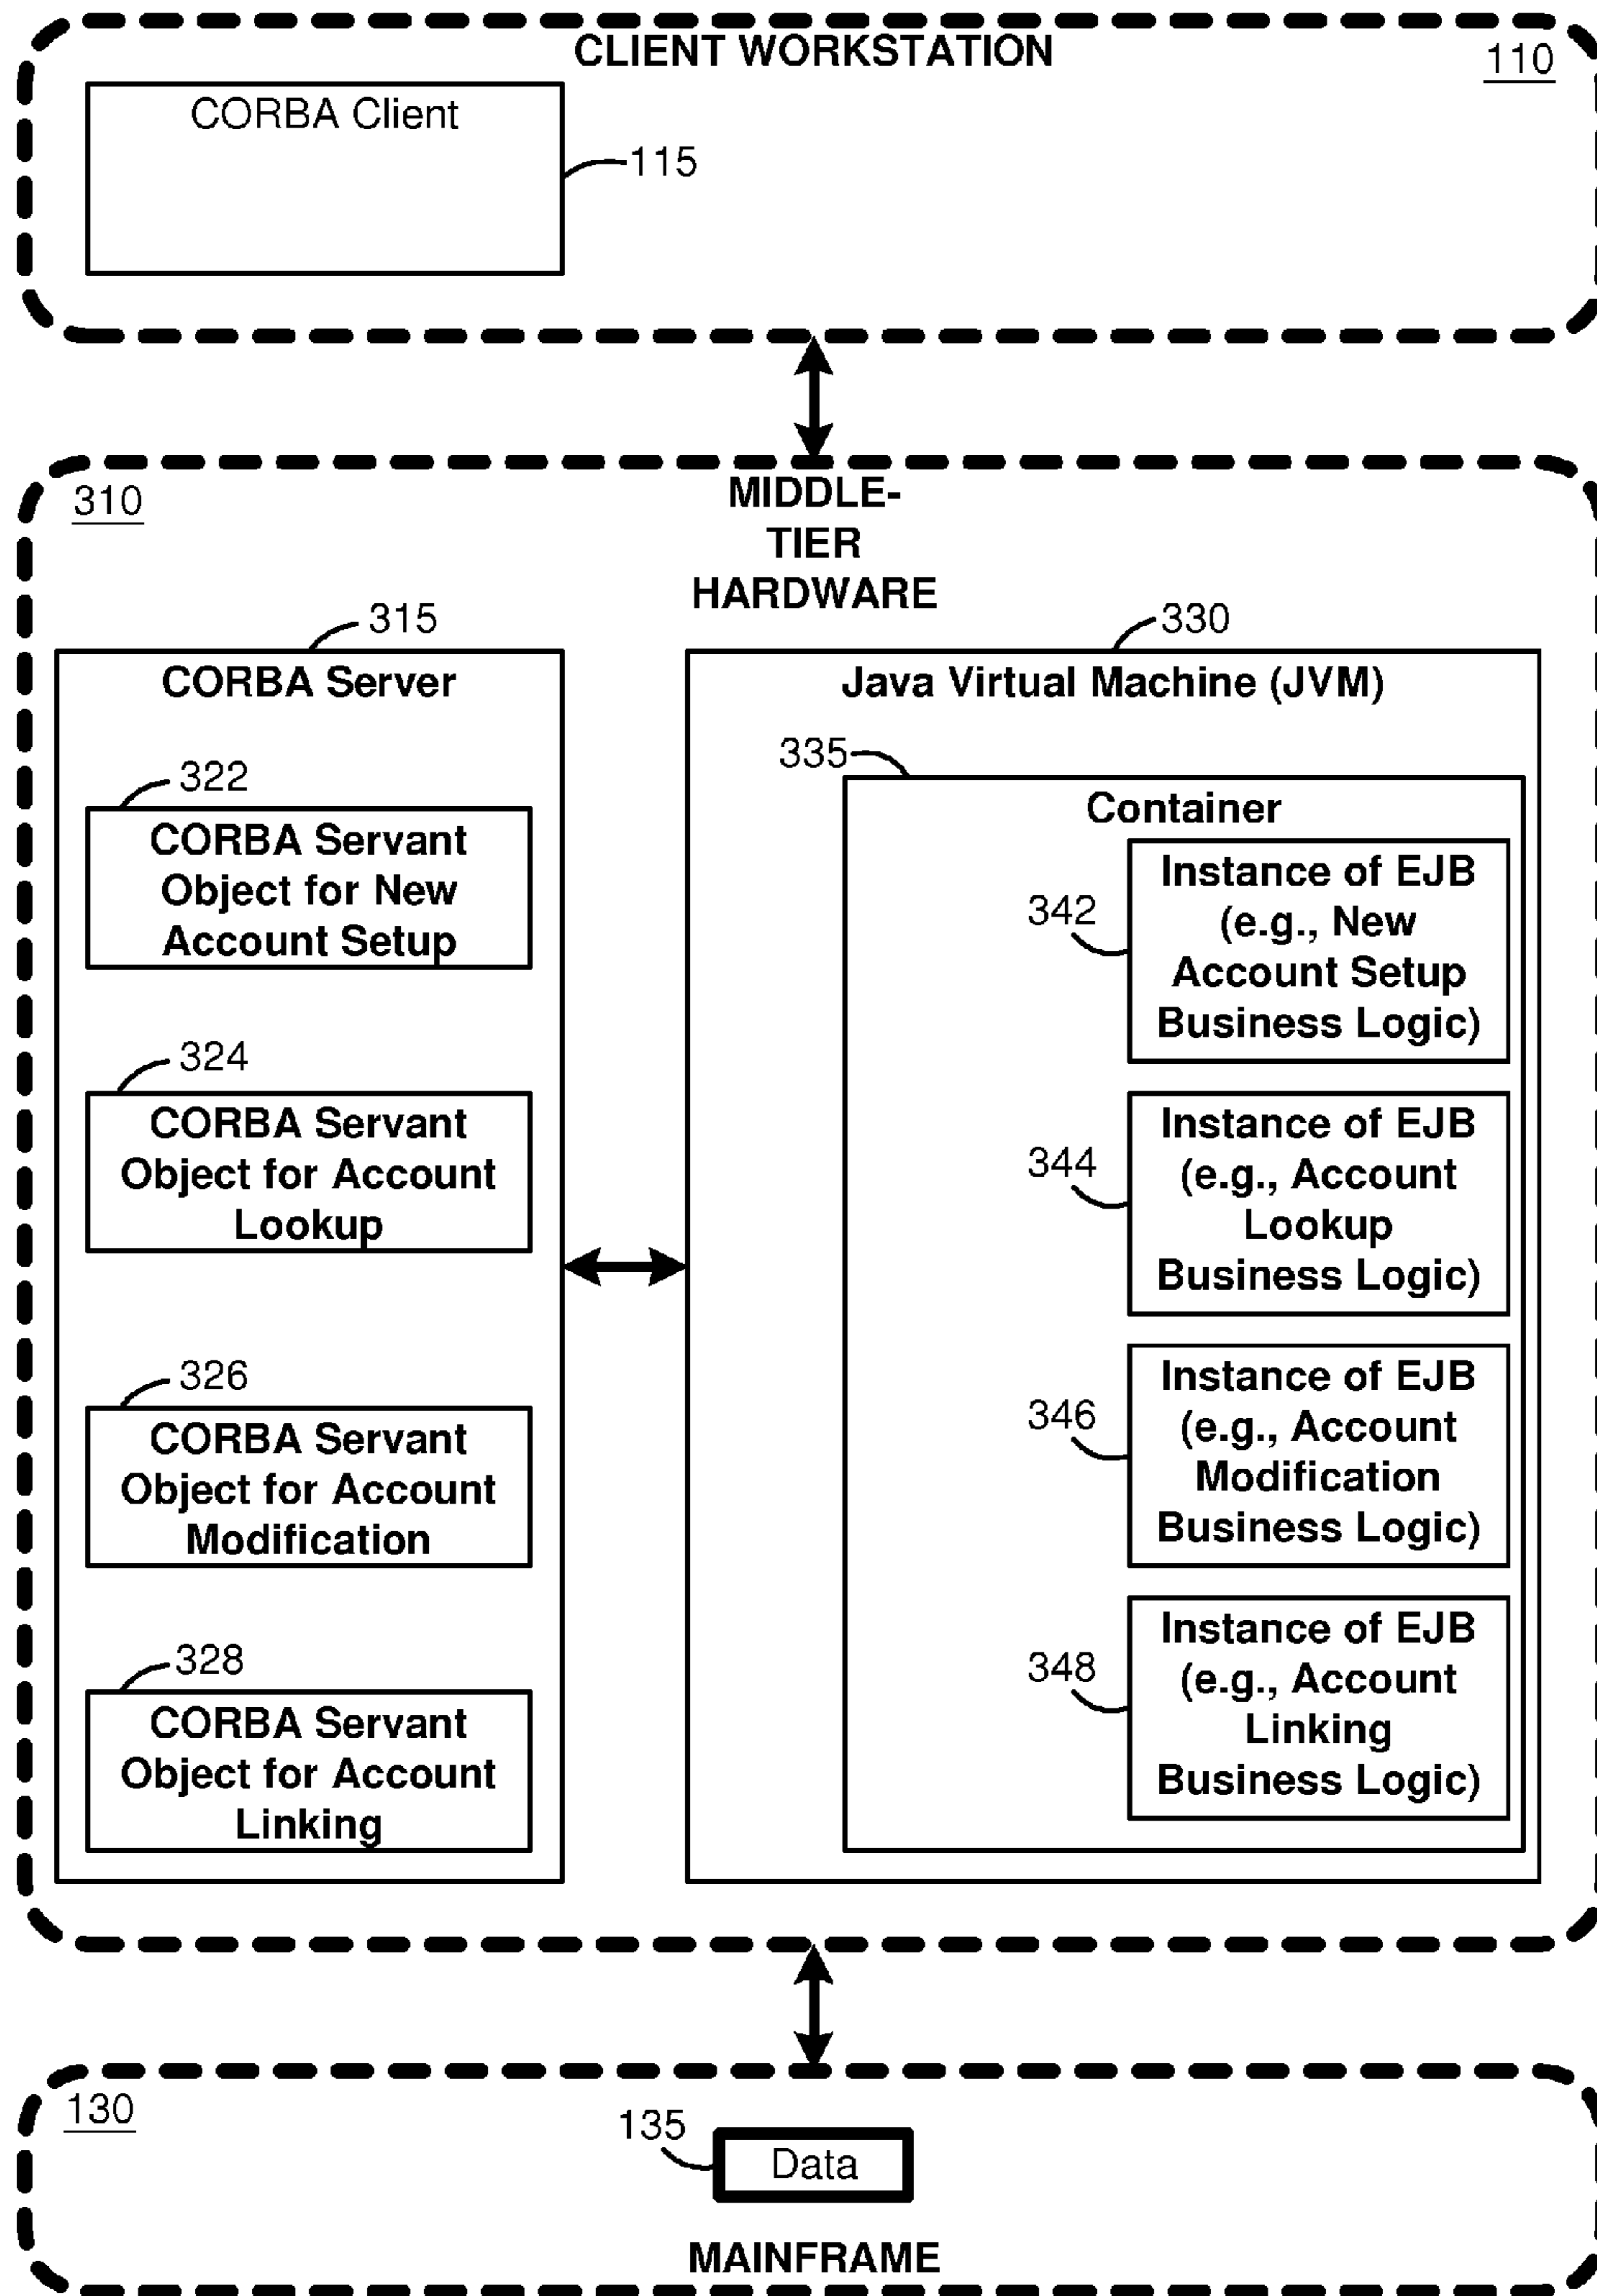 CLIENT WORKSTATION
110
CORBA Client
115
310
MIDDLE-
TIER
HARDWARE
315
CORBA Server
322
CORBA Servant
Object for New
Account Setup
324
CORBA Servant
Object for Account
Lookup
326
CORBA Servant
Object for Account
Modification
328
CORBA Servant
Object for Account
Linking
330
Java Virtual Machine (JVM)
335
Container
342
Instance of EJB
(e.g., New
Account Setup
Business Logic)
344
Instance of EJB
(e.g., Account
Lookup
Business Logic)
346
Instance of EJB
(e.g., Account
Modification
Business Logic)
348
Instance of EJB
(e.g., Account
Linking
Business Logic)
130
135
Data
MAINFRAME